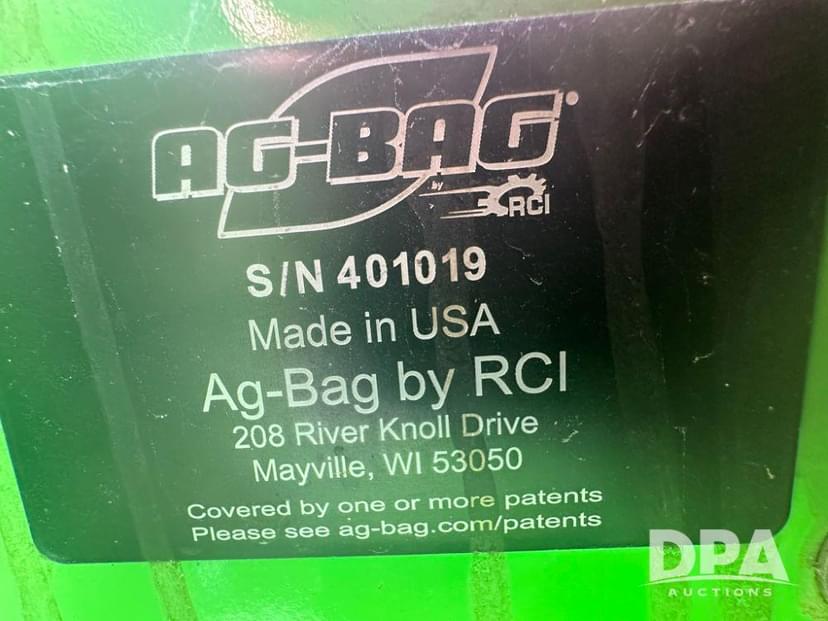 AG-BAG®
by RCI
S/N 401019
Made in USA
Ag-Bag by RCI
208 River Knoll Drive
Mayville, WI 53050
Covered by one or more patents
Please see ag-bag.com/patents
DPA
AUCTIONS